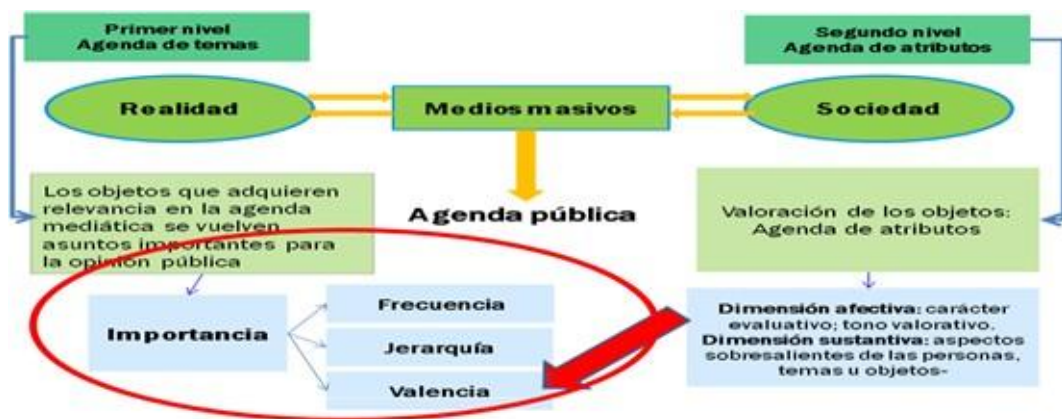 Primer nivel
Agenda de temas
Segundo nivel
Agenda de atributos
Realidad
Medios masivos
Sociedad
Los objetos que adquieren
relevancia en la agenda
mediática se vuelven
asuntos importantes para
la opinión pública
Agenda pública
Valoración de los objetos:
Agenda de atributos
Importancia
Frecuencia
Jerarquía
Valencia
Dimensión afectiva: carácter
evaluativo; tono valorativo.
Dimensión sustantiva: aspectos
sobresalientes de las personas,
temas u objetos-